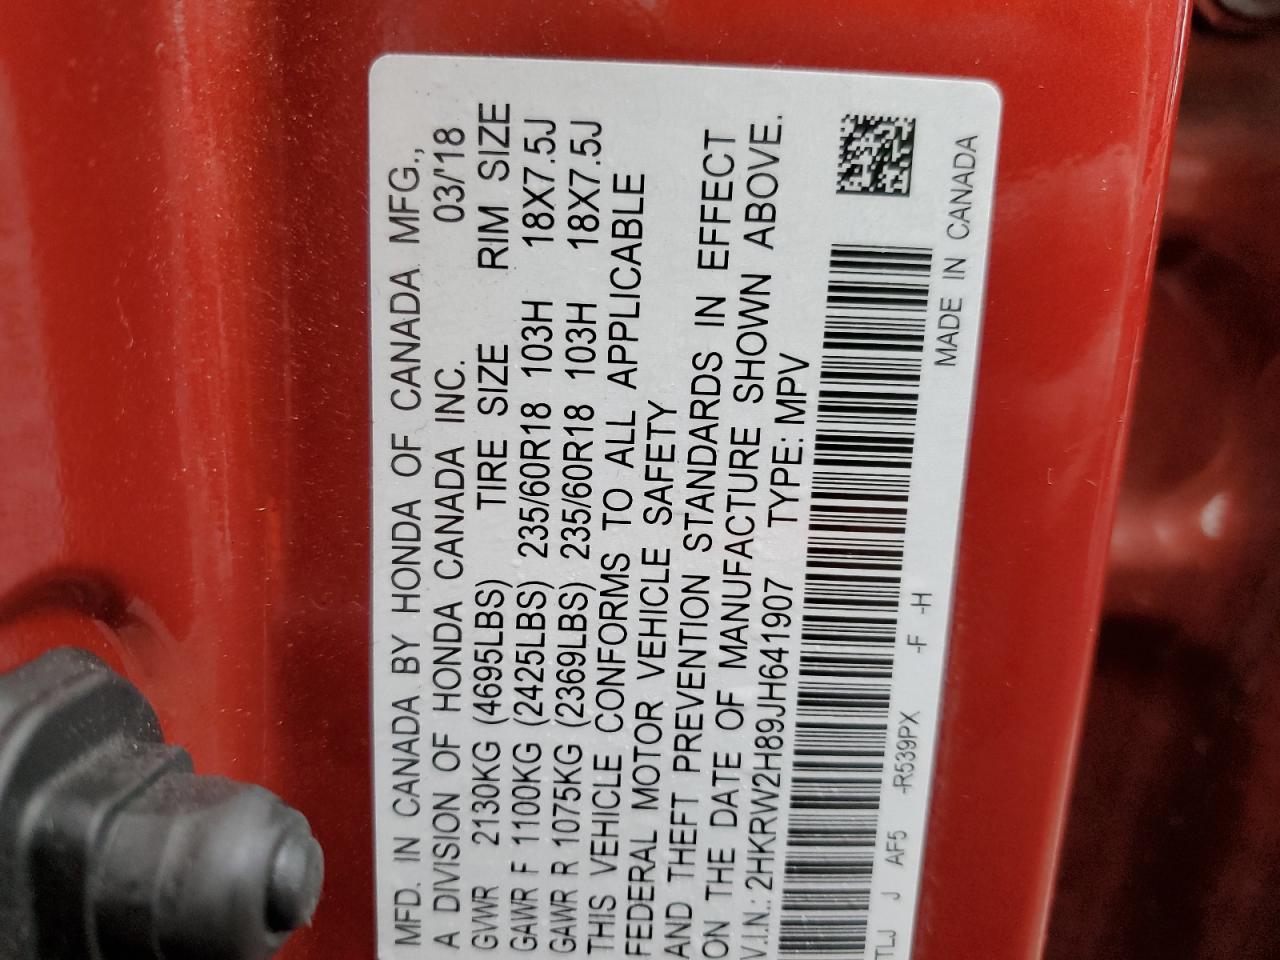 MFD. IN CANADA BY HONDA OF CANADA MFG.,
A DIVISION OF HONDA CANADA INC. 03/'18
GVWR 2130KG (4695LBS) TIRE SIZE RIM SIZE
GAWR F 1100KG (2425LBS) 235/60R18 103H 18X7.5J
GAWR R 1075KG (2369LBS) 235/60R18 103H 18X7.5J
THIS VEHICLE CONFORMS TO ALL APPLICABLE
FEDERAL MOTOR VEHICLE SAFETY
AND THEFT PREVENTION STANDARDS IN EFFECT
ON THE DATE OF MANUFACTURE SHOWN ABOVE.
V.I.N.: 2HKRW2H89JH641907 TYPE: MPV
TLJ J AF5 -R539PX -F -H
MADE IN CANADA